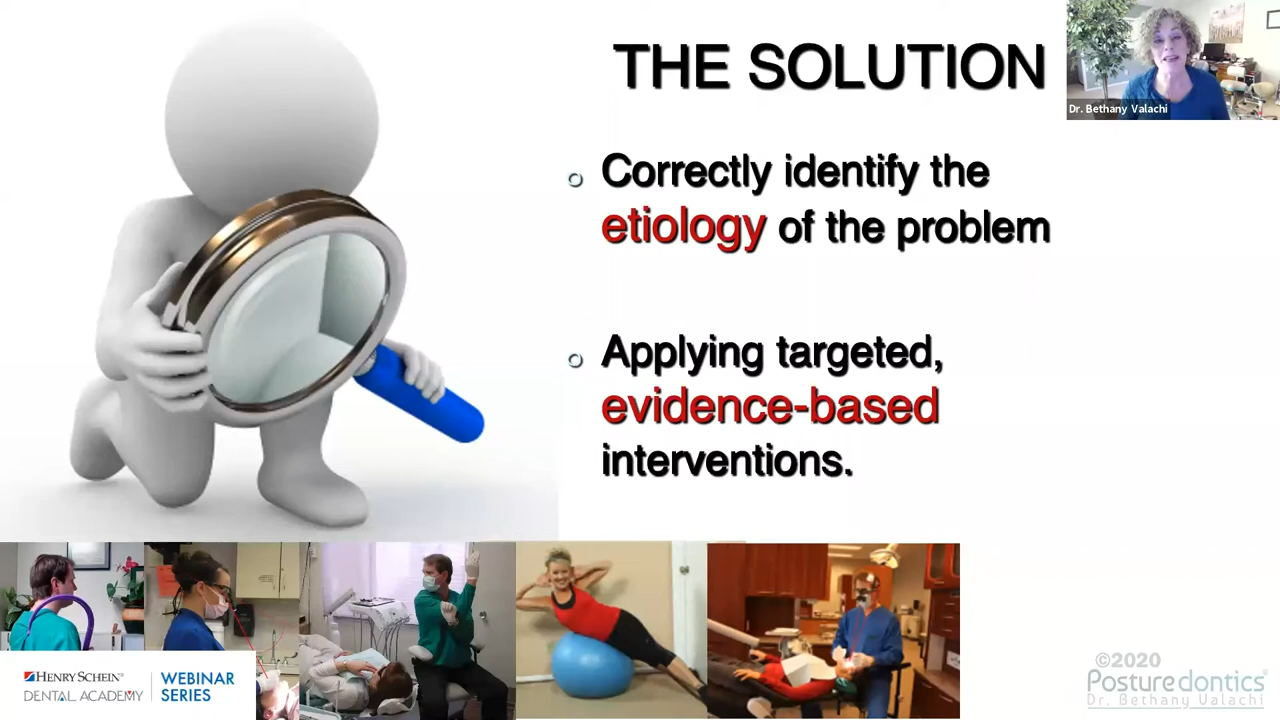 THE SOLUTION
Dr. Bethany Valachi
Correctly identify the
etiology of the problem
Applying targeted,
evidence-based
interventions.
HENRY SCHEIN®
DENTAL ACADEMY
WEBINAR
SERIES
©2020
Posturedontics®
Dr. Bethany Valachi